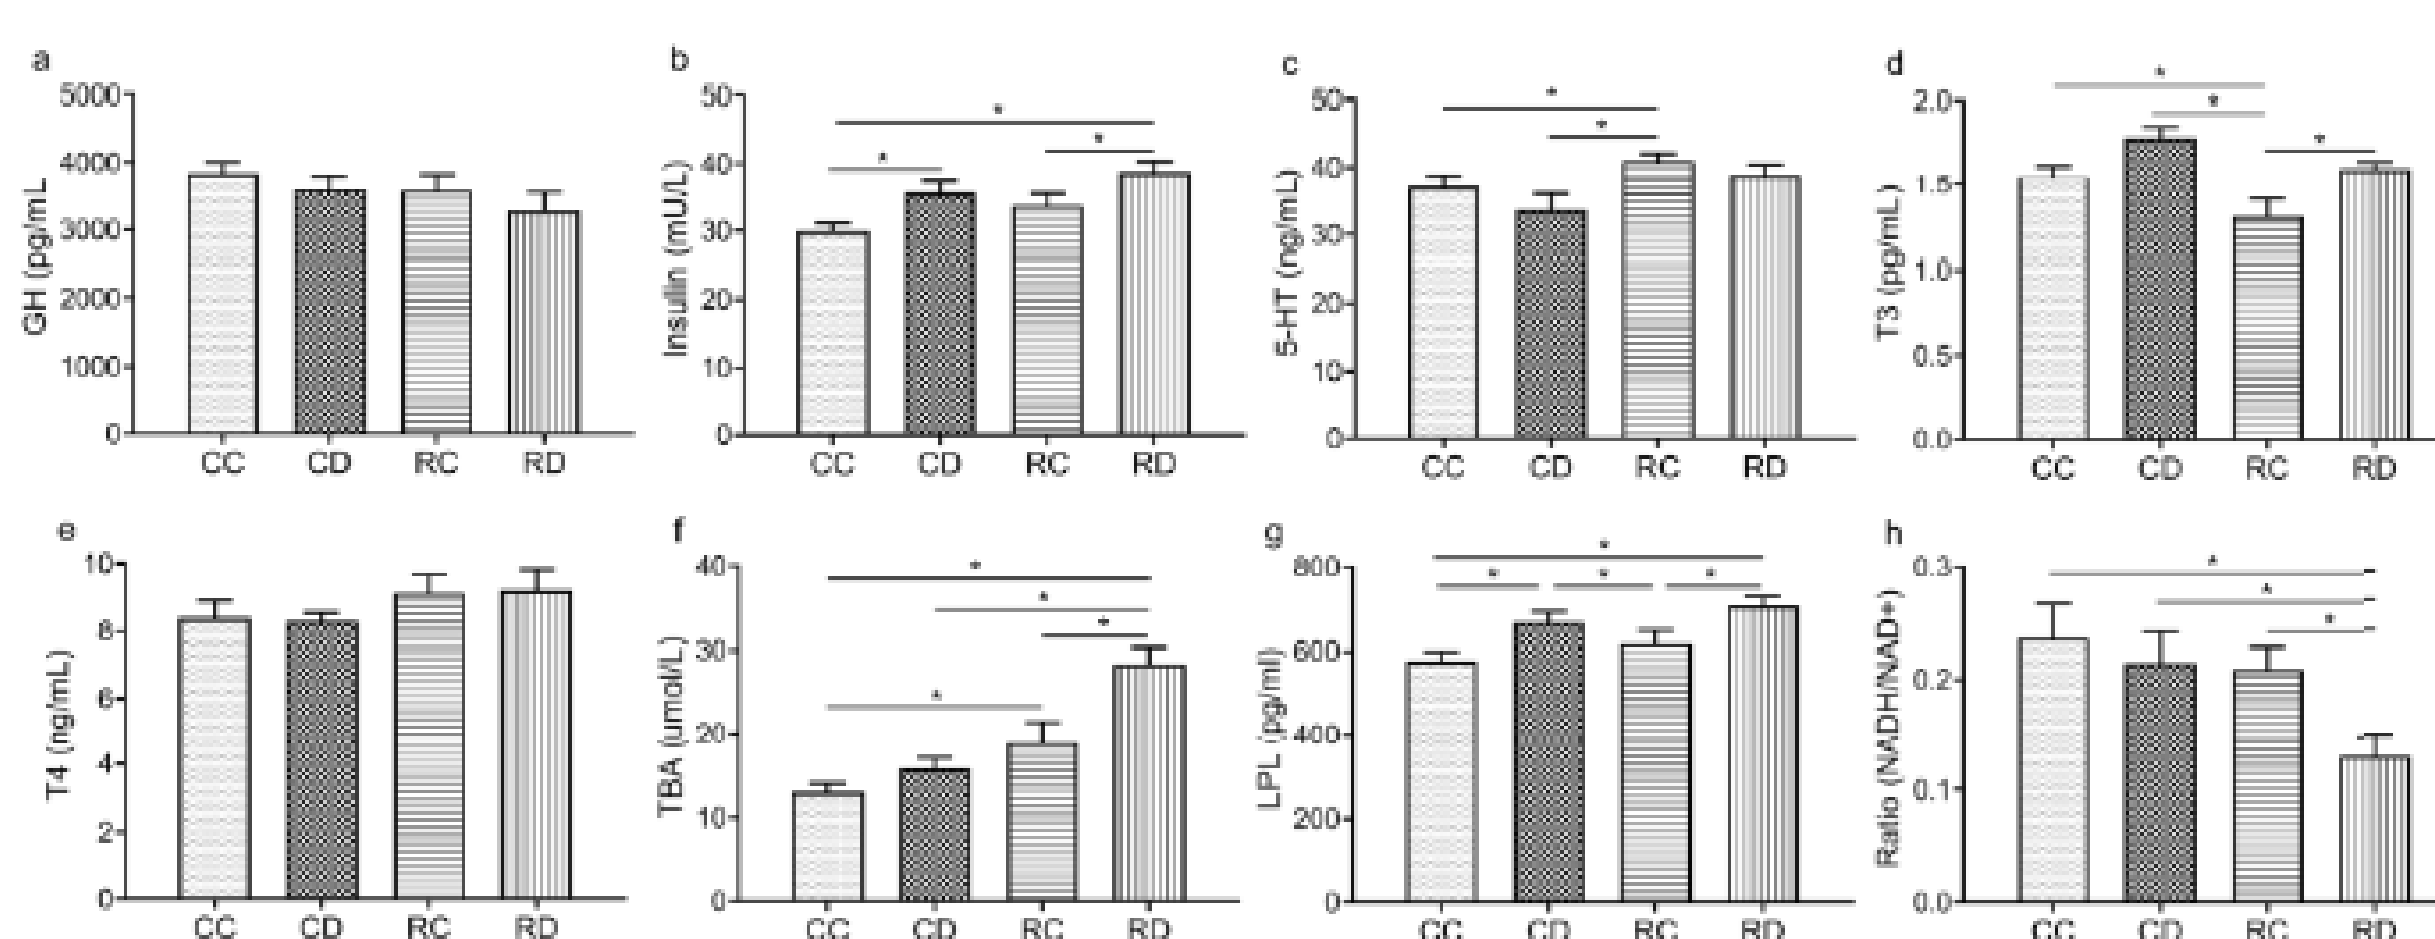 a
GH (pg/mL)
5000
4000
3000
2000
1000
0
CC CD RC RD
b
Insulin (mU/L)
50
40
30
20
10
0
*
*
*
CC CD RC RD
c
5-HT (ng/mL)
50
40
30
20
10
0
*
*
CC CD RC RD
d
T3 (pg/mL)
2.0
1.5
1.0
0.5
0.0
*
*
*
CC CD RC RD
e
T4 (ng/mL)
10
8
6
4
2
0
CC CD RC RD
f
TBA (umol/L)
40
30
20
10
0
*
*
*
*
CC CD RC RD
g
LPL (pg/ml)
800
600
400
200
0
*
* * *
CC CD RC RD
h
Ratio (NADH/NAD+)
0.3
0.2
0.1
0.0
*
*
*
CC CD RC RD